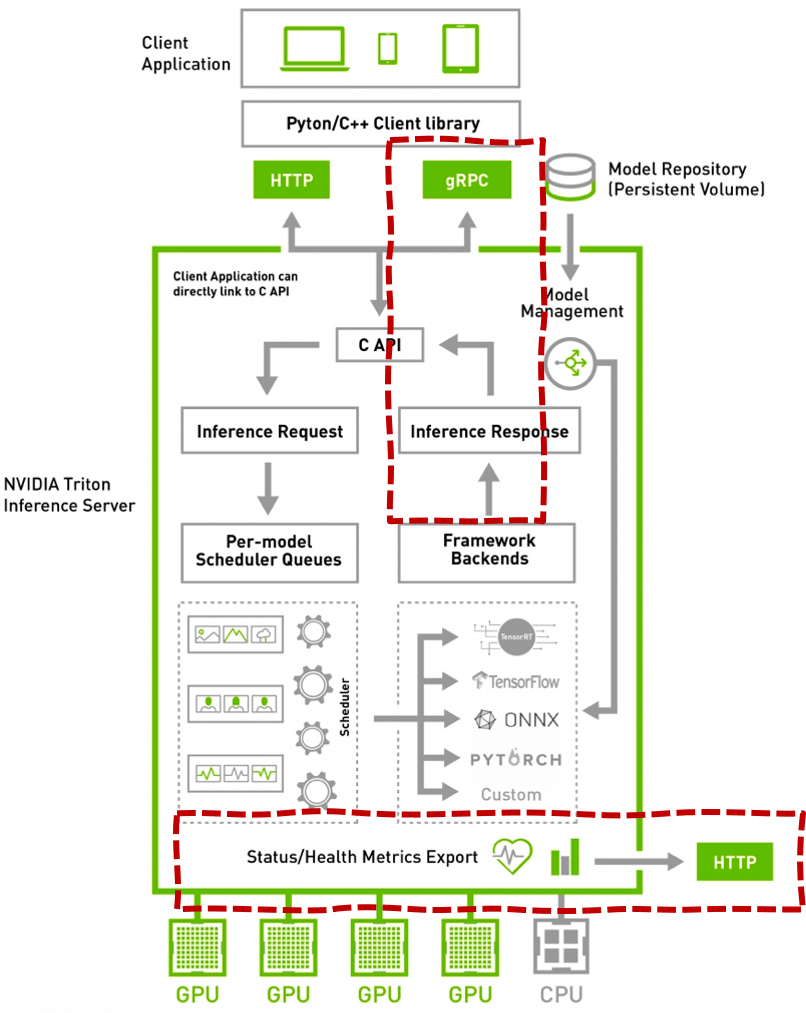 Client
Application
Pyton/C++ Client library
HTTP
gRPC
Model Repository
(Persistent Volume)
Client Application can
directly link to C API
Model
Management
C API
Inference Request
Inference Response
NVIDIA Triton
Inference Server
Per-model
Scheduler Queues
Framework
Backends
Scheduler
TensorRT
TensorFlow
ONNX
PYTORCH
Custom
Status/Health Metrics Export
HTTP
GPU
GPU
GPU
GPU
CPU